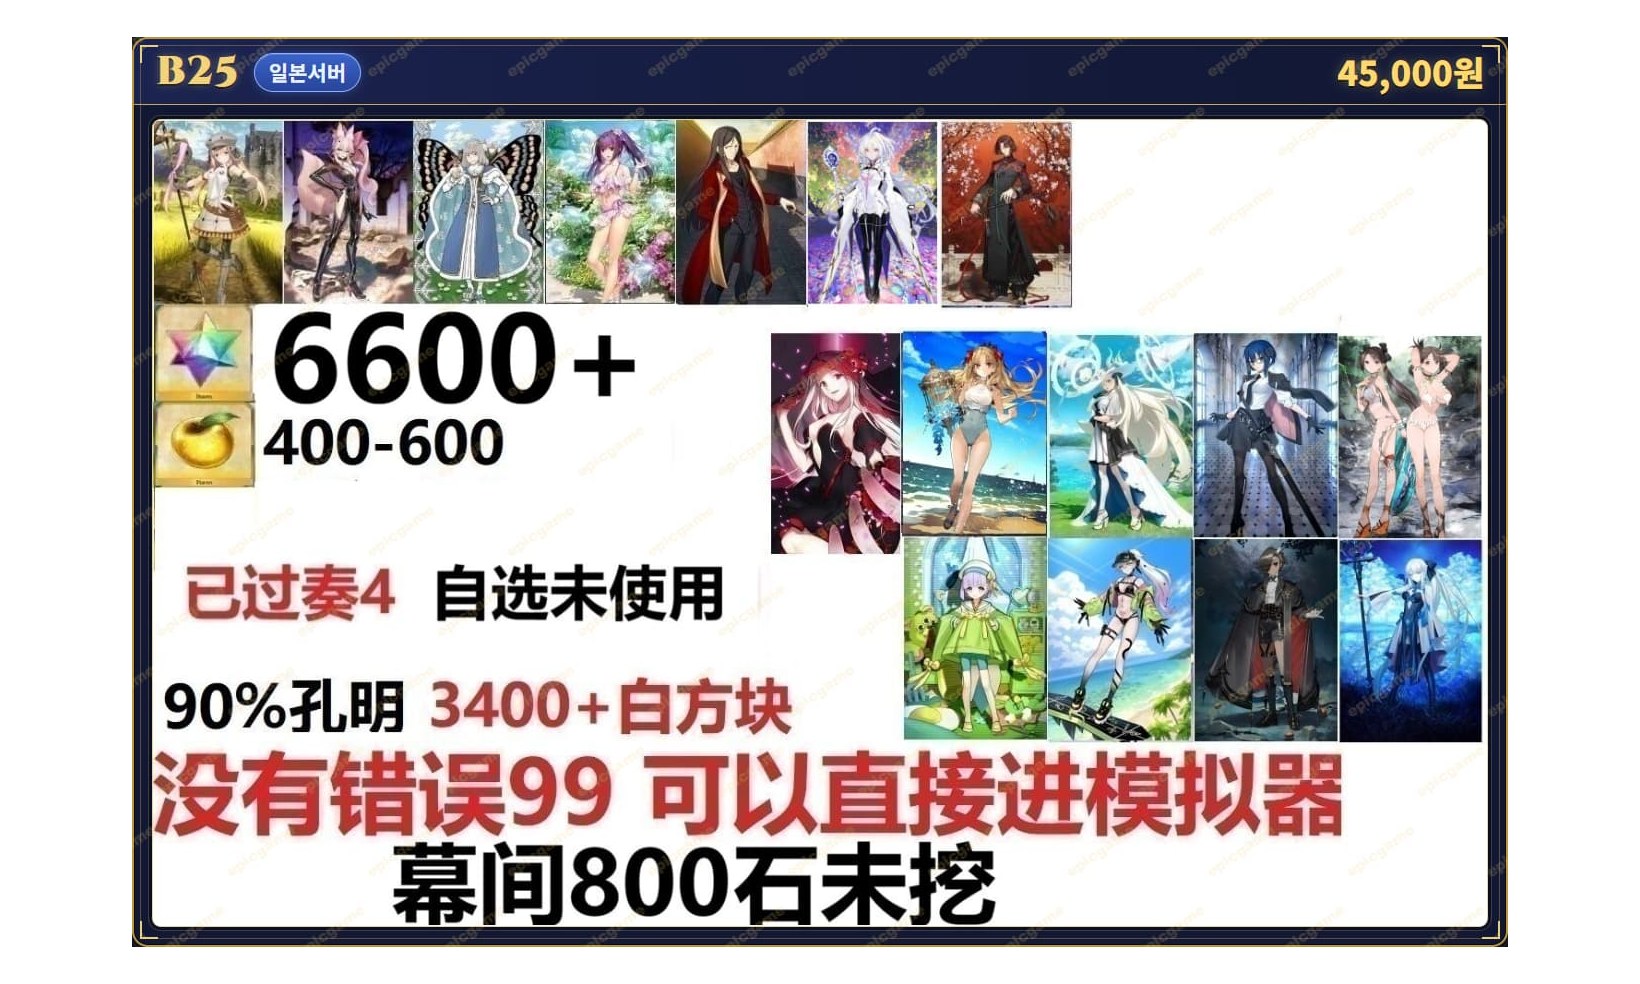 B25 일본서버 45,000원
6600+
400-600
已过奏4 自选未使用
90%孔明 3400+白方块
没有错误99 可以直接进模拟器
幕间800石未挖
epicgame